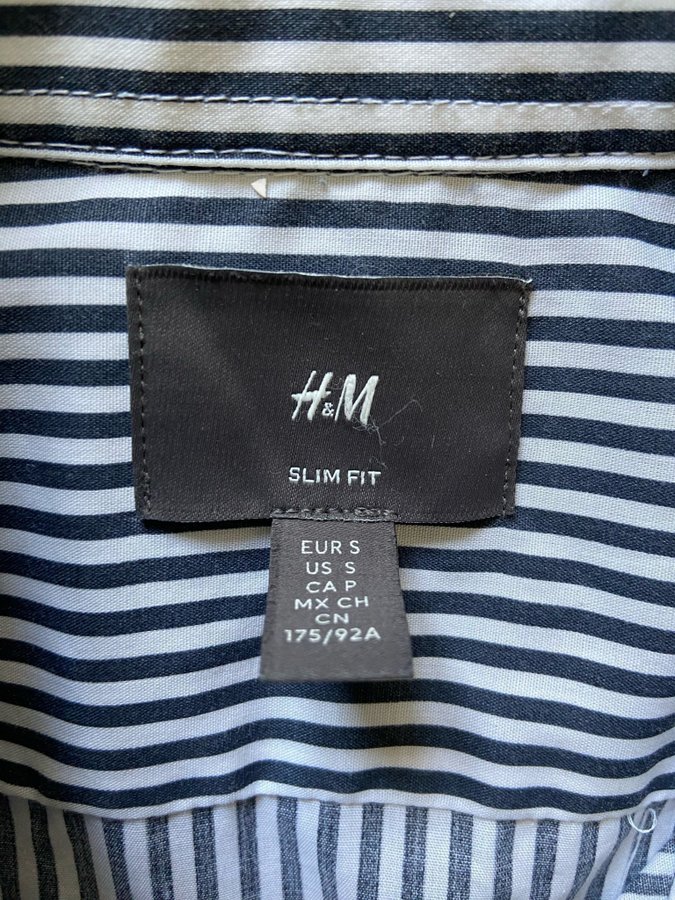 H&M
SLIM FIT
EUR S
US S
CA P
MX CH
CN
175/92A